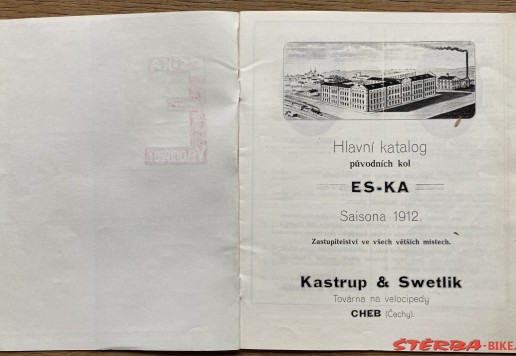 Hlavní katalog
původních kol
ES-KA
Saisona 1912.
Zastupitelství ve všech větších místech.
Kastrup & Swetlik
Továrna na velocipedy
CHEB (Čechy).
ŠTĚRBA-BIKE.